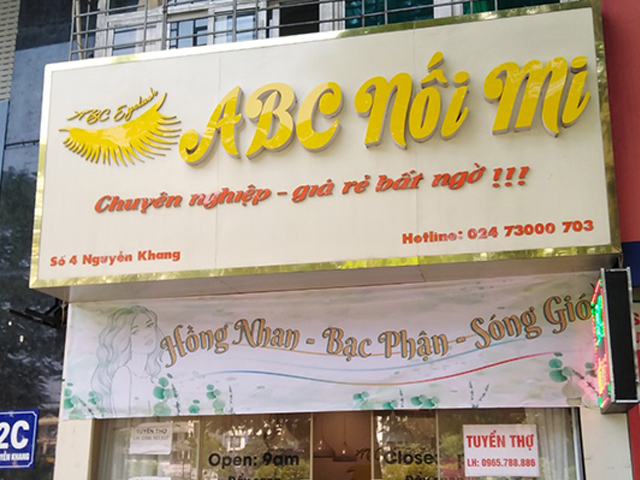 ABC Eyelash
ABC Nối Mi
Chuyên nghiệp - giá rẻ bất ngờ !!!
Hotline: 024 73000 703
Số 4 Nguyễn Khang
Hồng Nhan - Bạc Phận - Sóng Gió
2C
KHANG
TUYỂN THỢ
Open: 9am
Close:
TUYỂN THỢ
LH: 0965.788.886